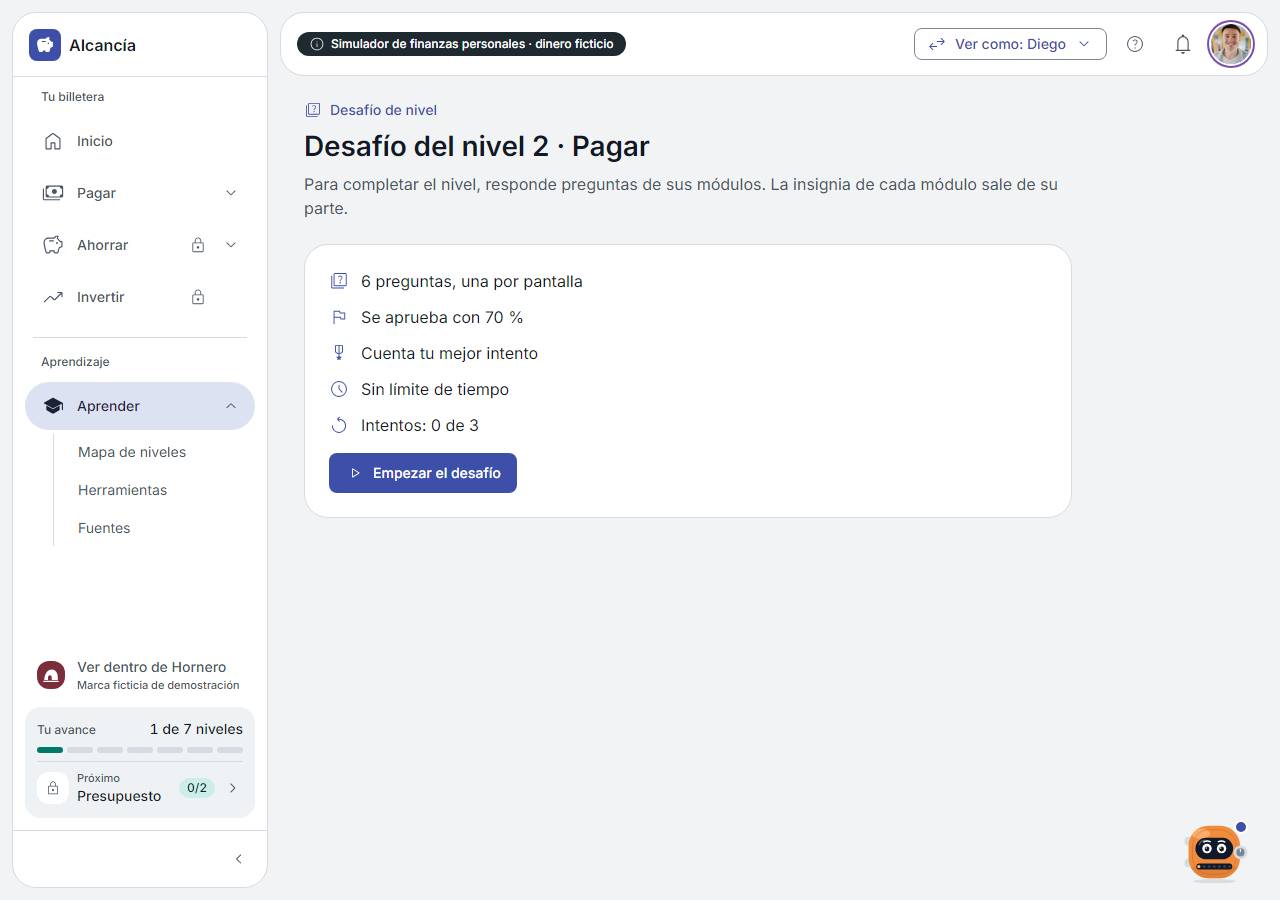 Alcancía
Tu billetera
Inicio
Pagar
Ahorrar
Invertir
Aprendizaje
Aprender
Mapa de niveles
Herramientas
Fuentes
Ver dentro de Hornero
Marca ficticia de demostración
Tu avance
1 de 7 niveles
Próximo
Presupuesto
0/2
Simulador de finanzas personales · dinero ficticio
Ver como: Diego
Desafío de nivel
Desafío del nivel 2 · Pagar
Para completar el nivel, responde preguntas de sus módulos. La insignia de cada módulo sale de su
parte.
6 preguntas, una por pantalla
Se aprueba con 70 %
Cuenta tu mejor intento
Sin límite de tiempo
Intentos: 0 de 3
Empezar el desafío